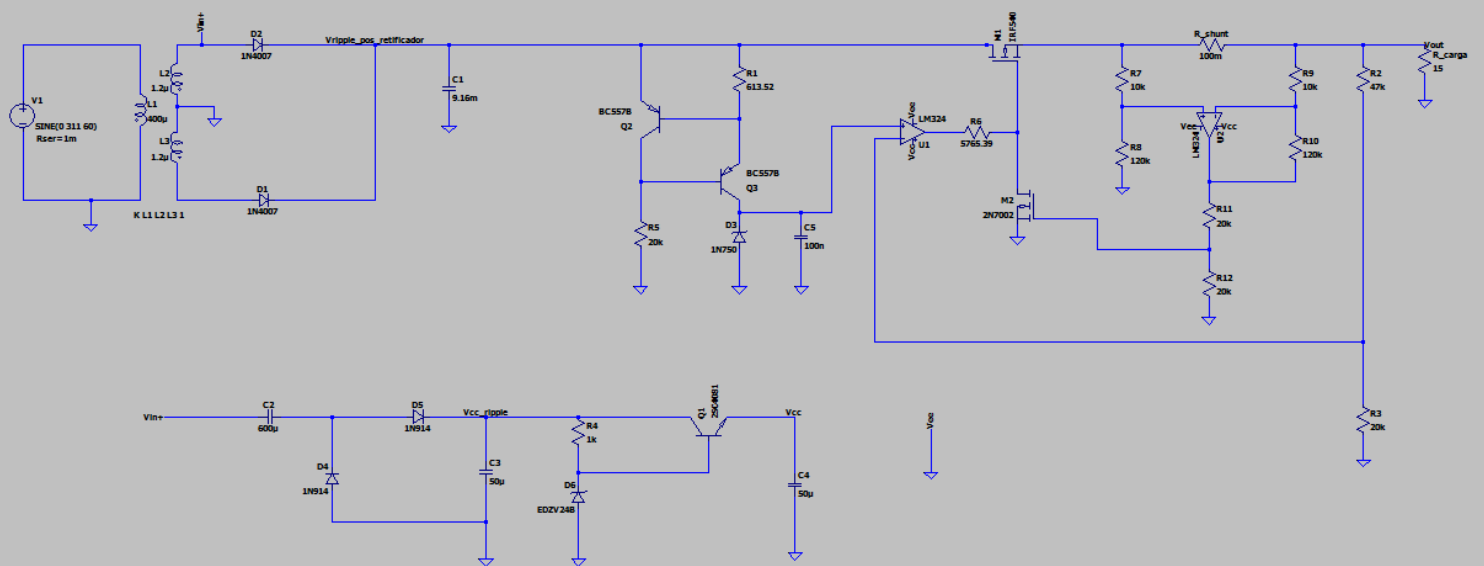 V1
SINE(0 311 60)
Rser=1m
L1
400µ
L2
1.2µ
L3
1.2µ
K L1 L2 L3 1
Vin+
D2
1N4007
D1
1N4007
Vripple_pos_retificador
C1
9.16m
BC557B
Q2
R1
613.52
BC557B
Q3
R5
20k
D3
1N750
C5
100n
LM324
U1
Vee
Vcc
R6
5765.39
M1
IRF540
M2
2N7002
R7
10k
R8
120k
R_shunt
100m
R9
10k
R10
120k
Vee
Vcc
LM324
U2
R11
20k
R12
20k
R2
47k
R3
20k
Vout
R_carga
15
Vin+
C2
600µ
D4
1N914
D5
1N914
Vcc_ripple
C3
50µ
R4
1k
D6
EDZV24B
Q1
2SC4081
Vcc
C4
50µ
Vee